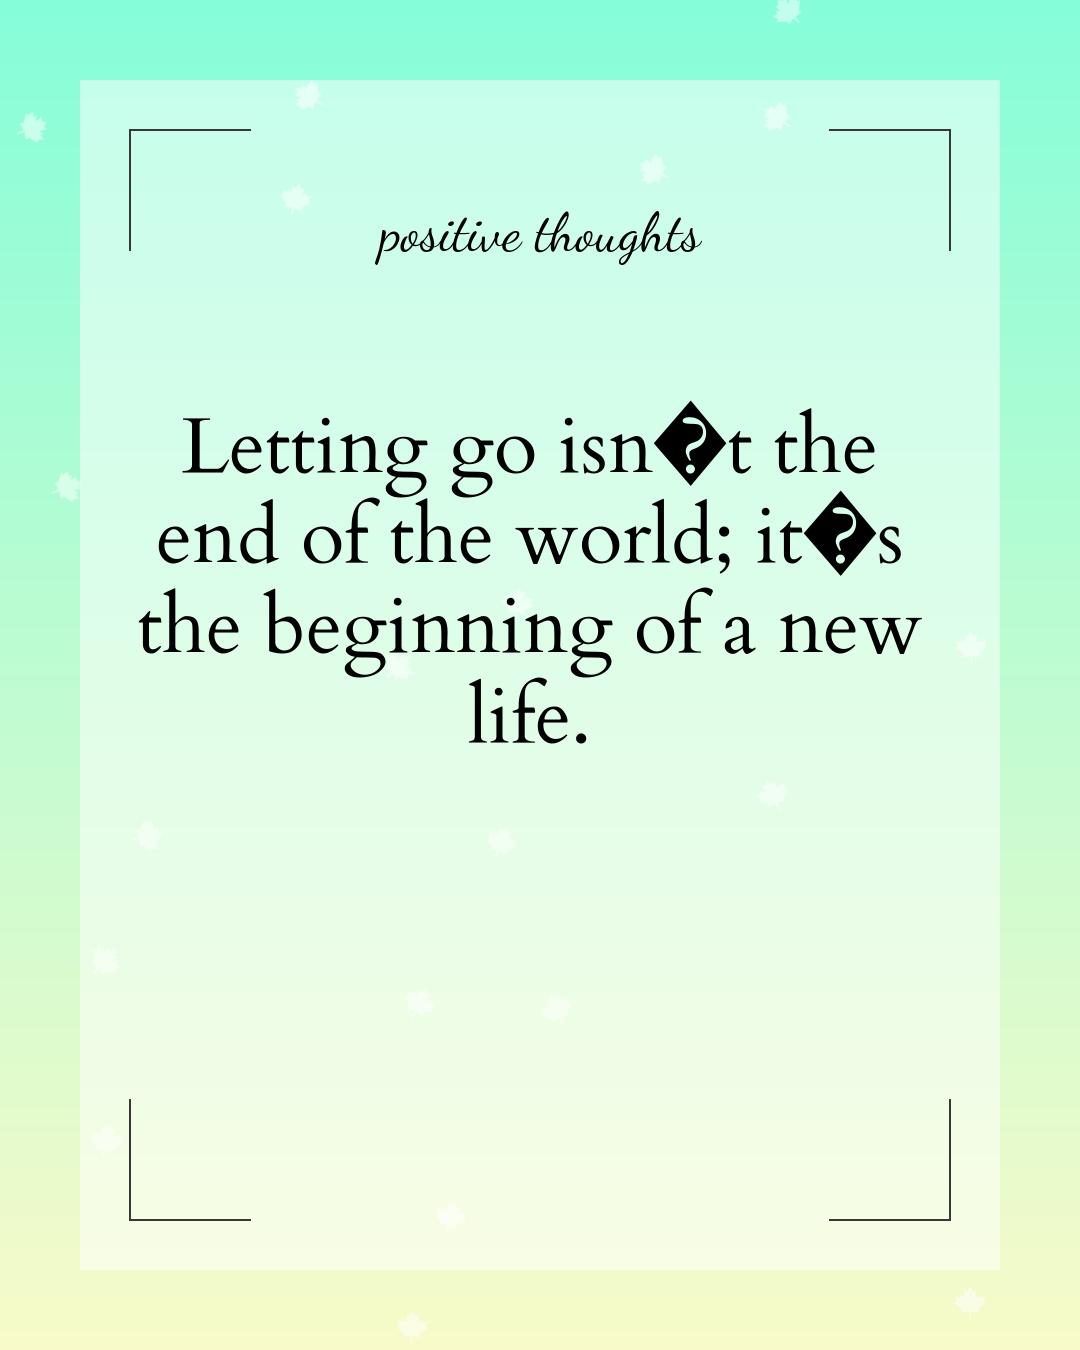 positive thoughts
Letting go isn�t the
end of the world; it�s
the beginning of a new
life.